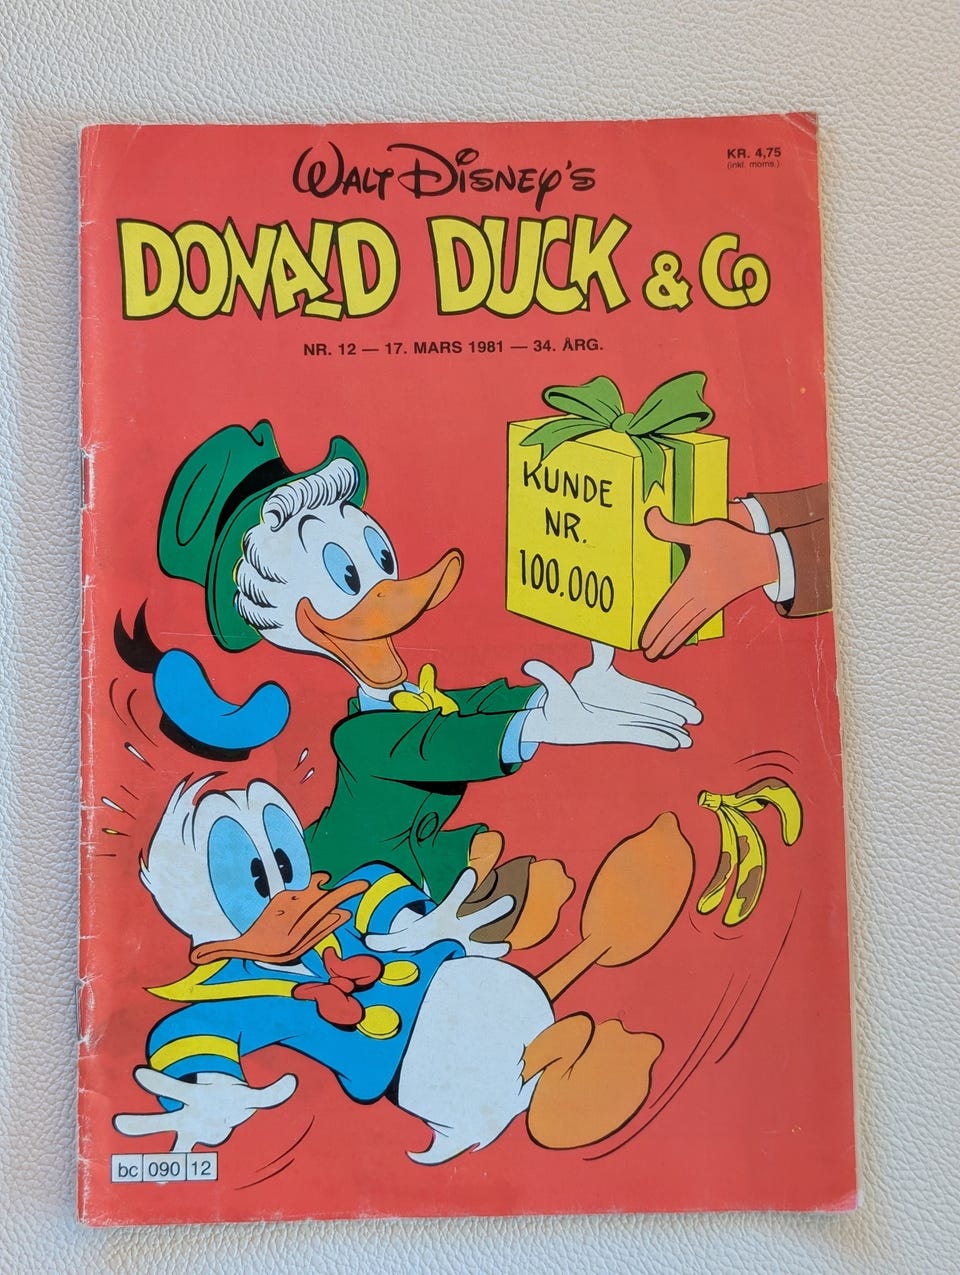 WALT DISNEY'S
KR. 4,75
(inkl. moms.)
DONALD DUCK & Co
NR. 12 — 17. MARS 1981 — 34. ÅRG.
KUNDE
NR.
100.000
bc 090 12